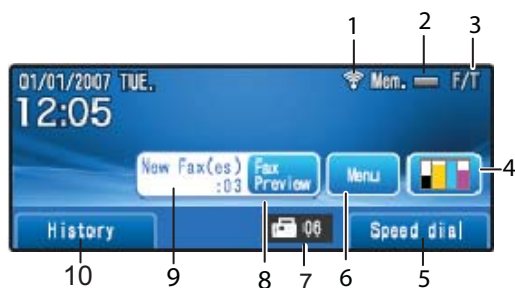 1 2 3
01/01/2007 TUE. Mem. F/T
12:05
4
New Fax(es) :03
Fax Preview
Menu
History
06
Speed dial
10 9 8 7 6 5